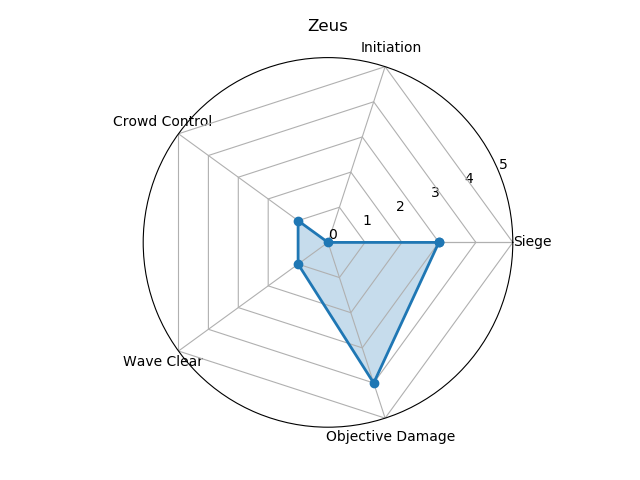 Zeus
Initiation
Crowd Control
5
4
3
2
1
0
Siege
Wave Clear
Objective Damage